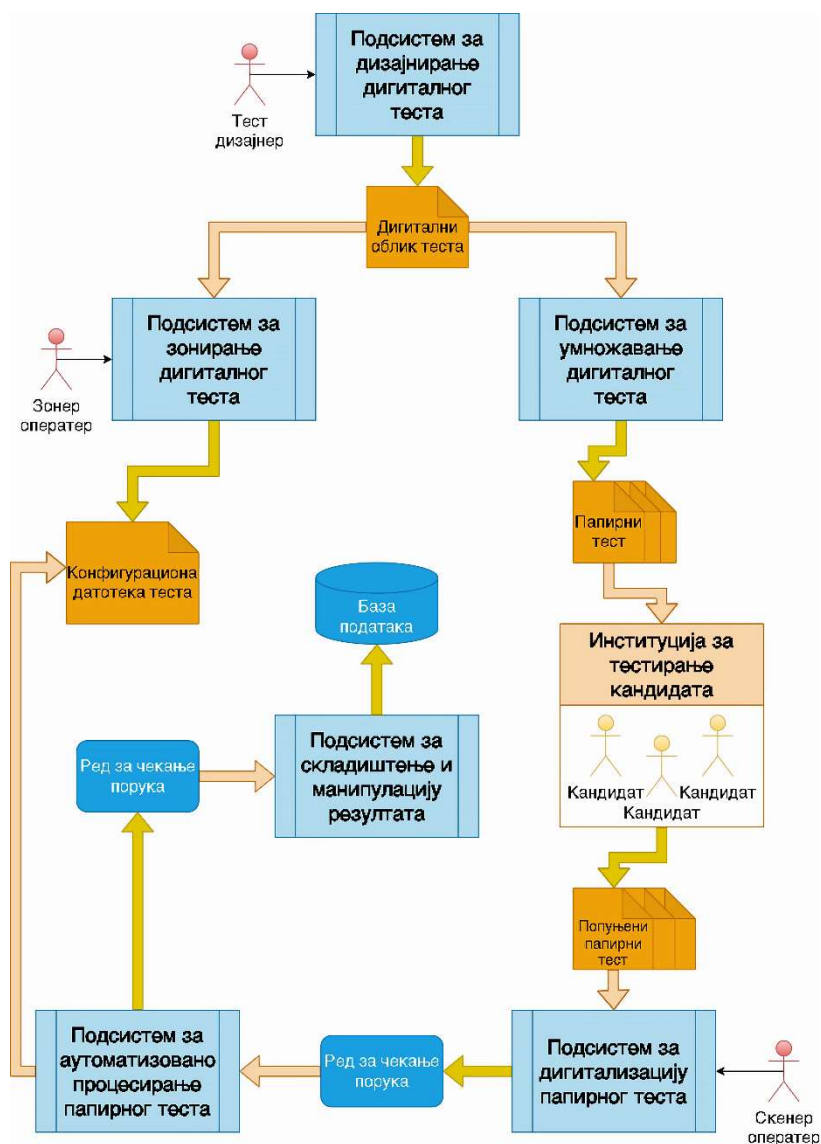 Подсистем за
дизајнирање
дигиталног
теста
Тест
дизајнер
Дигитални
облик теста
Подсистем за
зонирање
дигиталног
теста
Подсистем за
умножавање
дигиталног
теста
Зонер
оператер
Папирни
тест
Конфигурациона
датотека теста
База
података
Институција за
тестирање
кандидата
Кандидат
Кандидат
Кандидат
Ред за чекање
порука
Подсистем за
складиштење и
манипулацију
резултата
Попуњени
папирни
тест
Подсистем за
аутоматизовано
процесирање
папирног теста
Ред за чекање
порука
Подсистем за
дигитализацију
папирног теста
Скенер
оператер